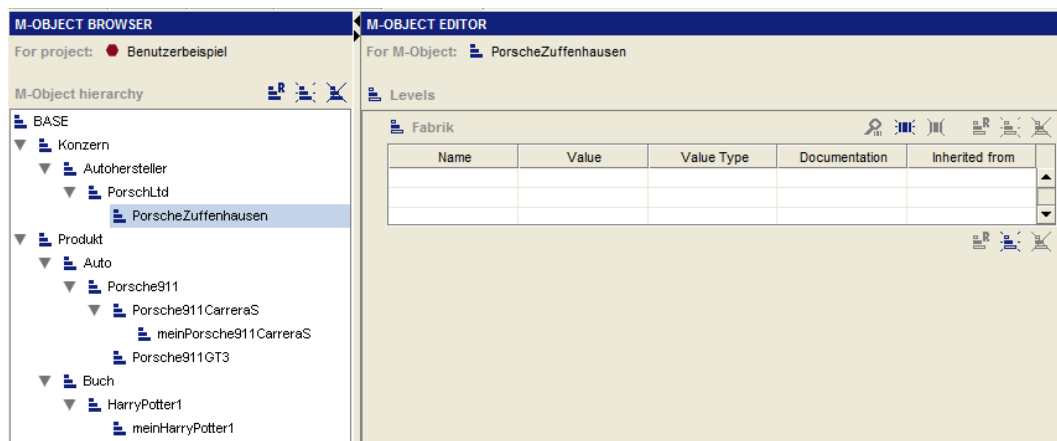 M-OBJECT BROWSER
For project: Benutzerbeispiel
M-Object hierarchy
BASE
Konzern
Autohersteller
PorschLtd
PorscheZuffenhausen
Produkt
Auto
Porsche911
Porsche911CarreraS
meinPorsche911CarreraS
Porsche911GT3
Buch
HarryPotter1
meinHarryPotter1
M-OBJECT EDITOR
For M-Object: PorscheZuffenhausen
Levels
Fabrik
Name Value Value Type Documentation Inherited from